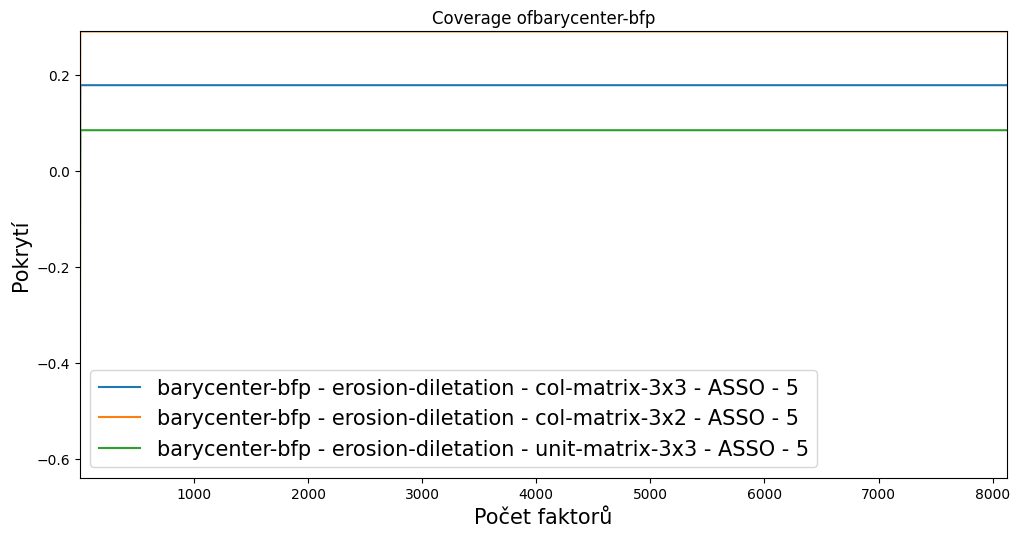 Coverage ofbarycenter-bfp
0.2
0.0
−0.2
−0.4
−0.6
Pokrytí
barycenter-bfp - erosion-diletation - col-matrix-3x3 - ASSO - 5
barycenter-bfp - erosion-diletation - col-matrix-3x2 - ASSO - 5
barycenter-bfp - erosion-diletation - unit-matrix-3x3 - ASSO - 5
1000 2000 3000 4000 5000 6000 7000 8000
Počet faktorů